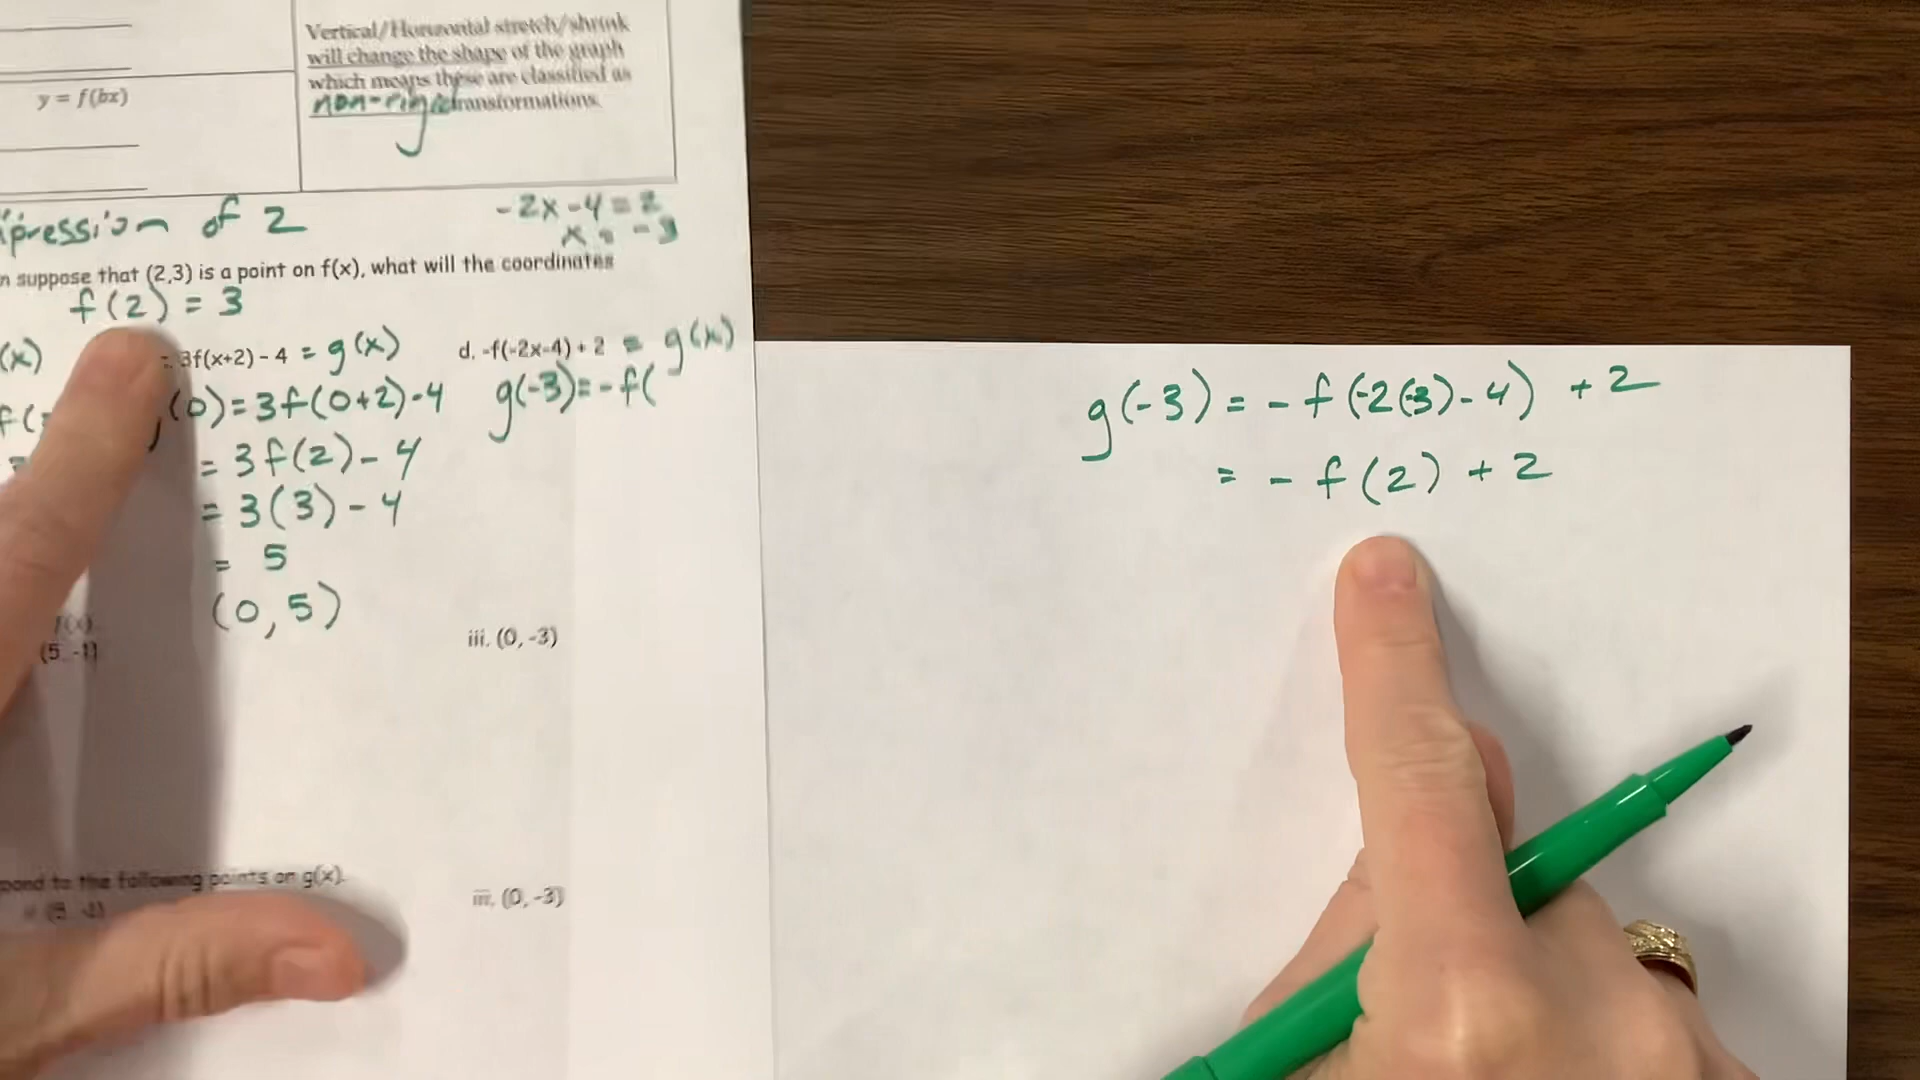 Vertical/Horizontal stretch/shrink
will change the shape of the graph
which means these are classified as
non-rigid transformations.
y = f(bx)
pression of 2
-2x-4=2
x = -3
n suppose that (2,3) is a point on f(x), what will the coordinates
f(2) = 3
(x)
3f(x+2) - 4 = g(x)
d. -f(-2x-4) + 2 = g(x)
f(
(0)=3f(0+2)-4
g(-3)=-f(
= 3f(2)-4
= 3(3)-4
= 5
(0,5)
f(x).
(5, -1)
iii. (0, -3)
pond to the following points on g(x).
iii. (0, -3)
g(-3) = -f(-2(-3)-4) +2
= -f(2) +2